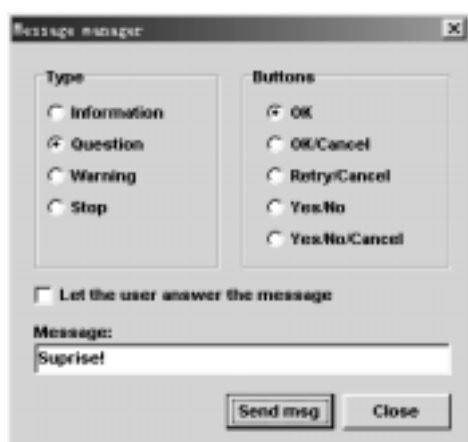 Message manager
Type
Information
Question
Warning
Stop
Buttons
OK
OK/Cancel
Retry/Cancel
Yes/No
Yes/No/Cancel
Let the user answer the message
Message:
Suprise!
Send msg
Close